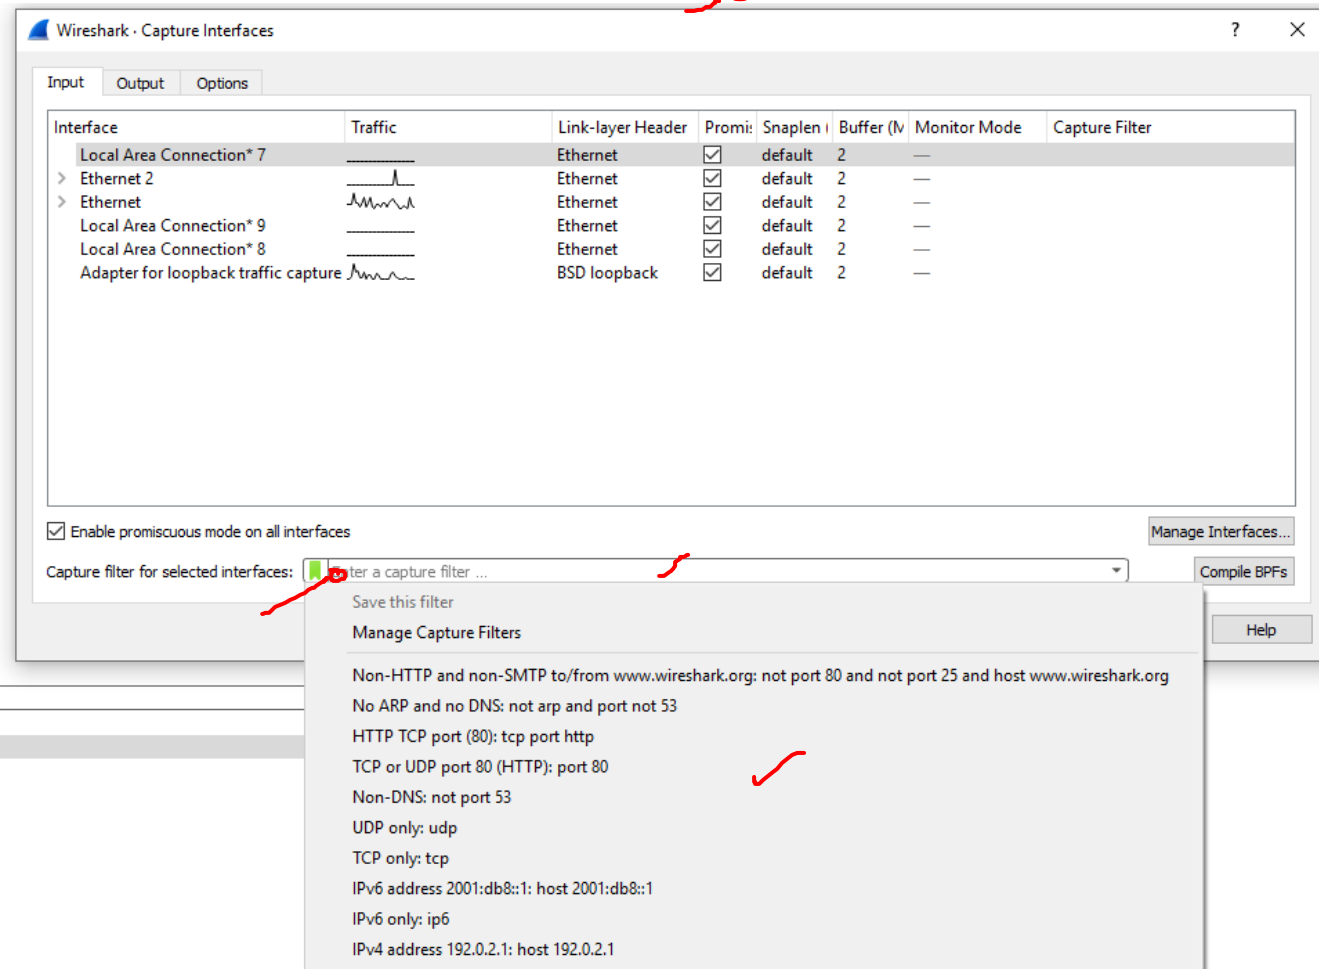 Wireshark · Capture Interfaces ?
Input Output Options
Interface Traffic Link-layer Header Promi: Snaplen ( Buffer (M Monitor Mode Capture Filter
Local Area Connection* 7 Ethernet default 2 —
Ethernet 2 Ethernet default 2 —
Ethernet Ethernet default 2 —
Local Area Connection* 9 Ethernet default 2 —
Local Area Connection* 8 Ethernet default 2 —
Adapter for loopback traffic capture BSD loopback default 2 —
Enable promiscuous mode on all interfaces Manage Interfaces...
Capture filter for selected interfaces: Enter a capture filter ... Compile BPFs
Save this filter
Help
Manage Capture Filters
Non-HTTP and non-SMTP to/from www.wireshark.org: not port 80 and not port 25 and host www.wireshark.org
No ARP and no DNS: not arp and port not 53
HTTP TCP port (80): tcp port http
TCP or UDP port 80 (HTTP): port 80
Non-DNS: not port 53
UDP only: udp
TCP only: tcp
IPv6 address 2001:db8::1: host 2001:db8::1
IPv6 only: ip6
IPv4 address 192.0.2.1: host 192.0.2.1